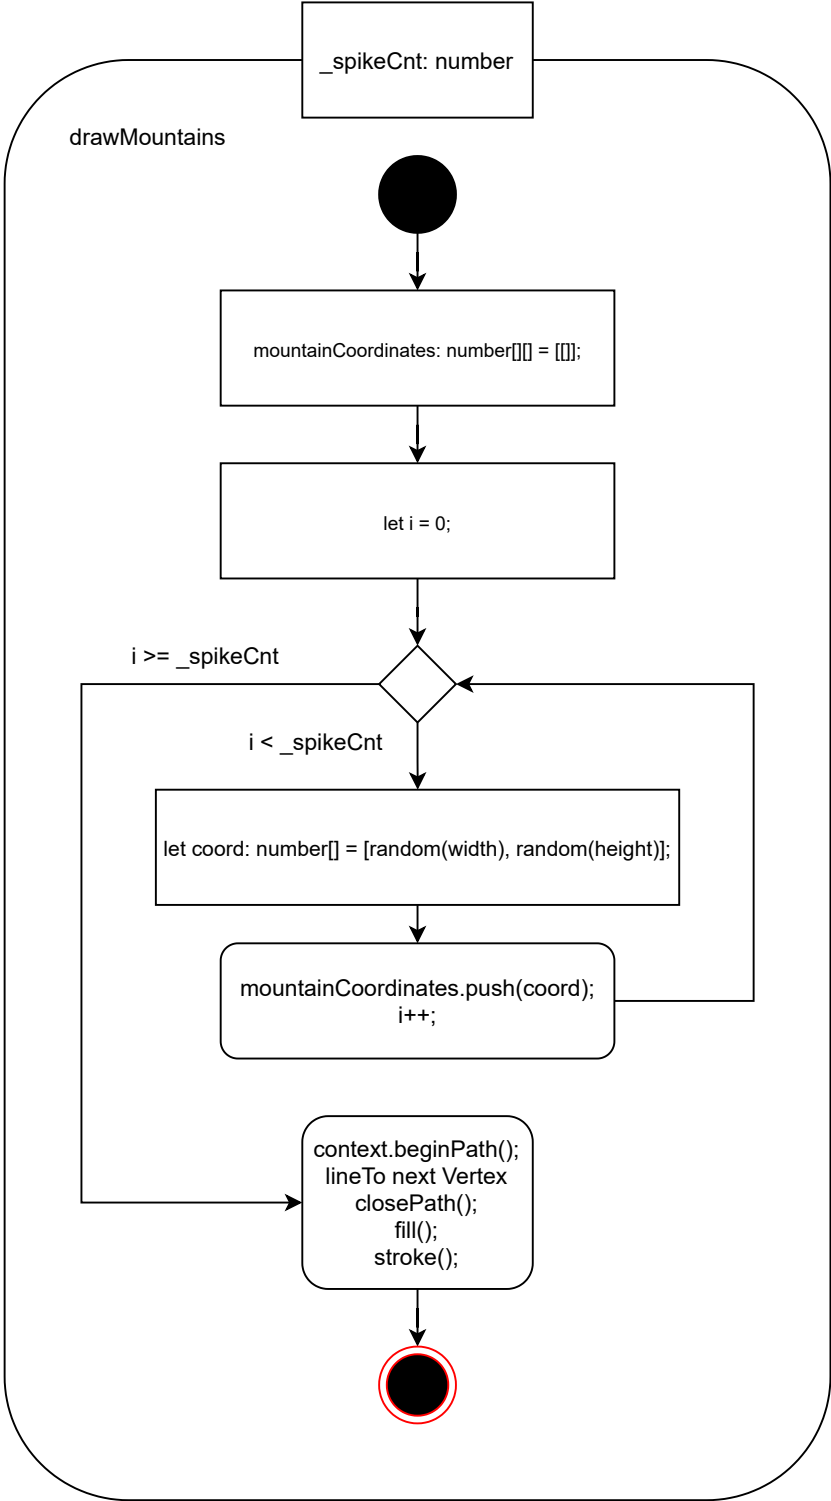 _spikeCnt: number
drawMountains
mountainCoordinates: number[][] = [[]];
let i = 0;
i >= _spikeCnt
i < _spikeCnt
let coord: number[] = [random(width), random(height)];
mountainCoordinates.push(coord);
i++;
context.beginPath();
lineTo next Vertex
closePath();
fill();
stroke();